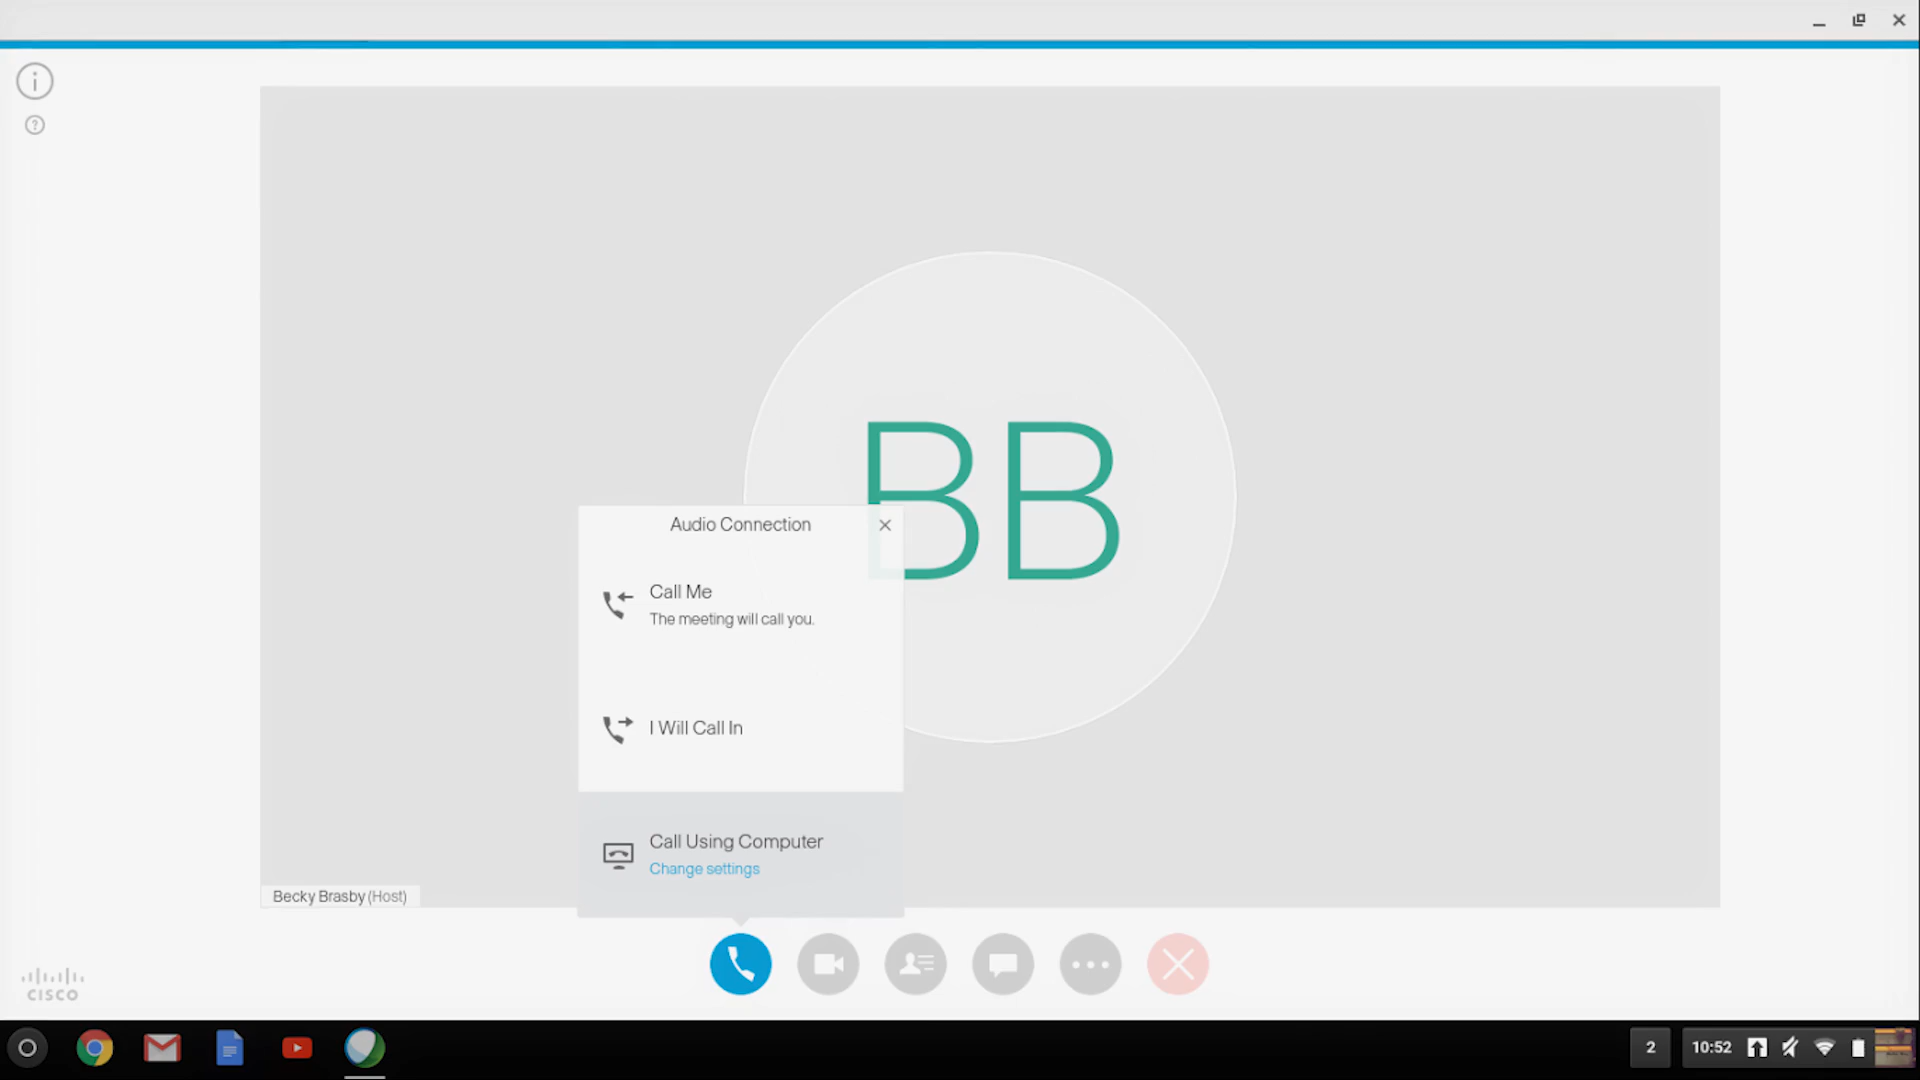 BB
Audio Connection
Call Me
The meeting will call you.
I Will Call In
Call Using Computer
Change settings
Becky Brasby (Host)
CISCO
2
10:52